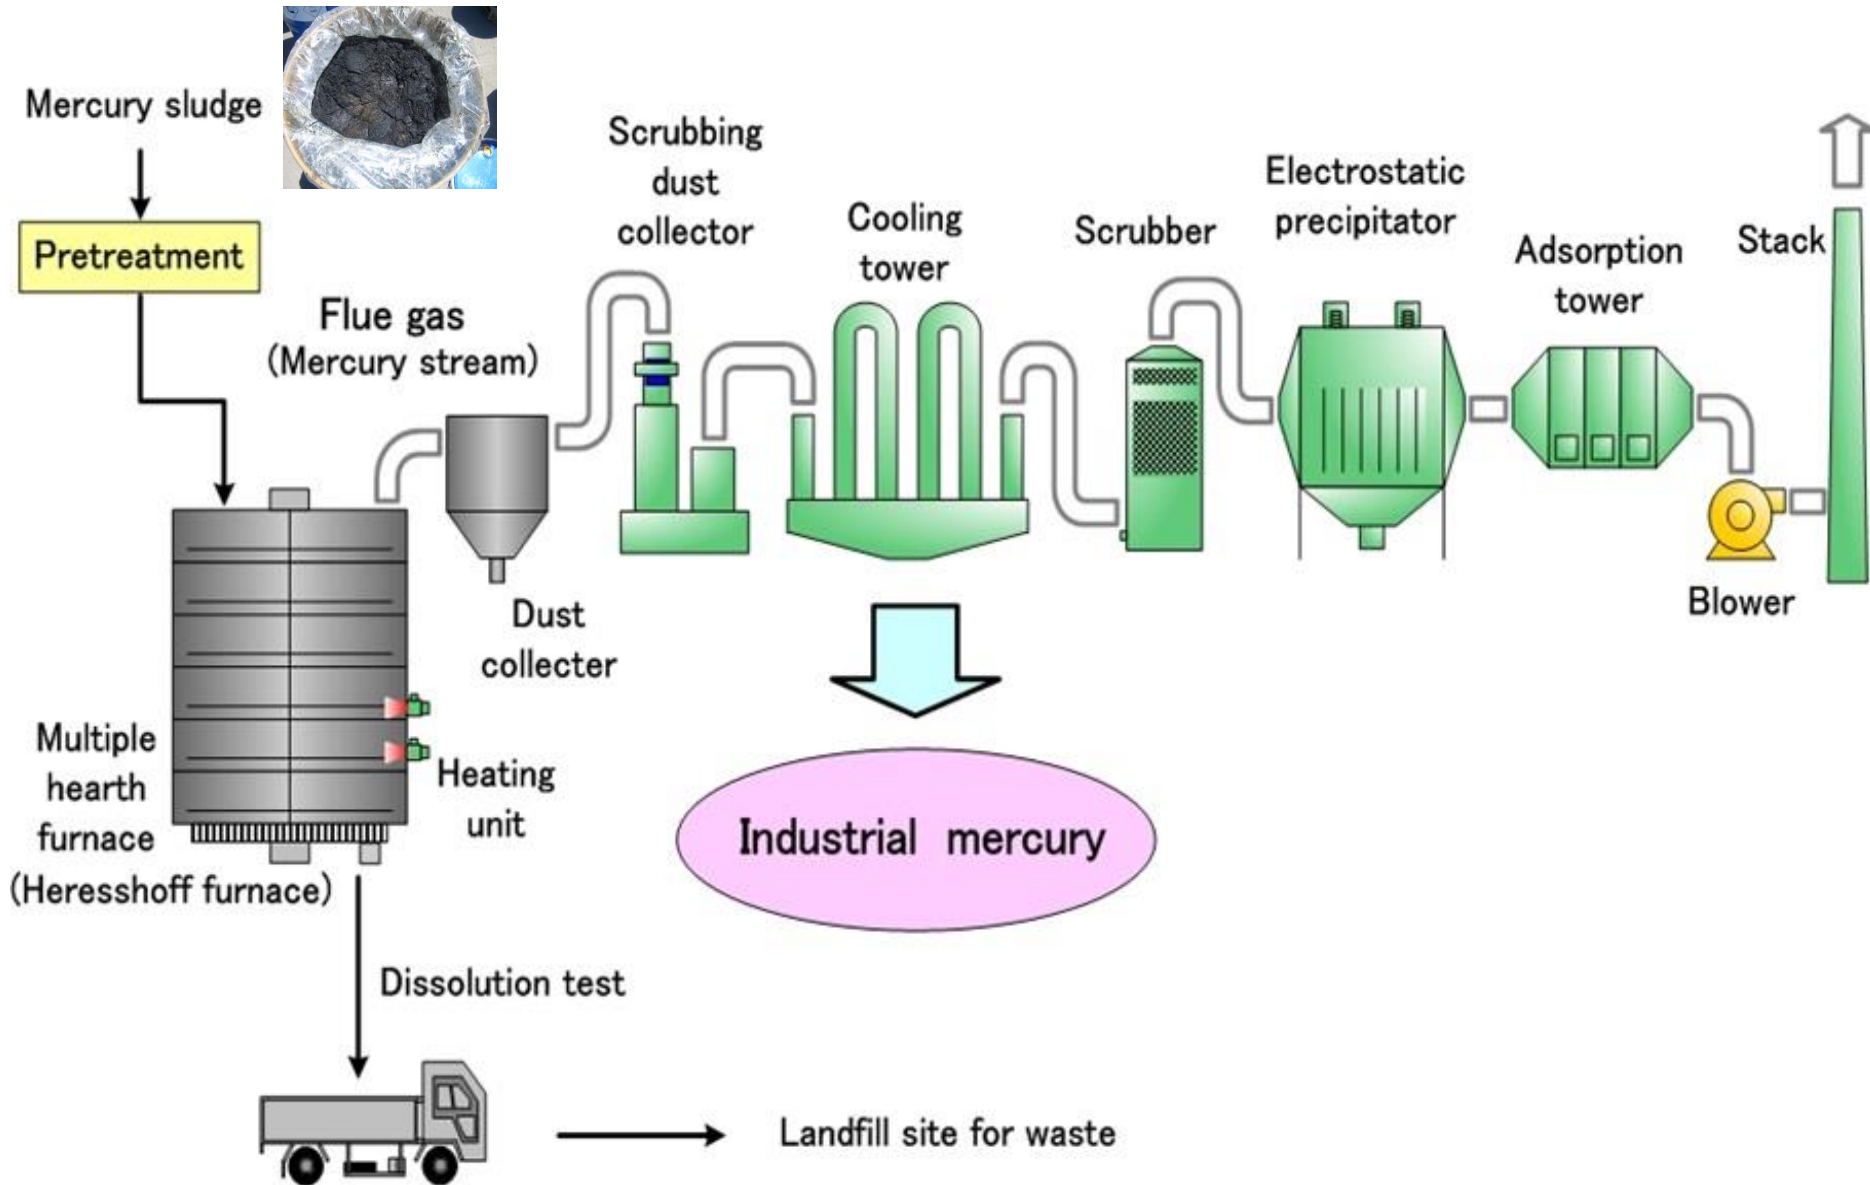 Mercury sludge
Pretreatment
Flue gas
(Mercury stream)
Scrubbing
dust
collector
Cooling
tower
Scrubber
Electrostatic
precipitator
Adsorption
tower
Stack
Dust
collecter
Blower
Multiple
hearth
furnace
(Heresshoff furnace)
Heating
unit
Industrial mercury
Dissolution test
Landfill site for waste